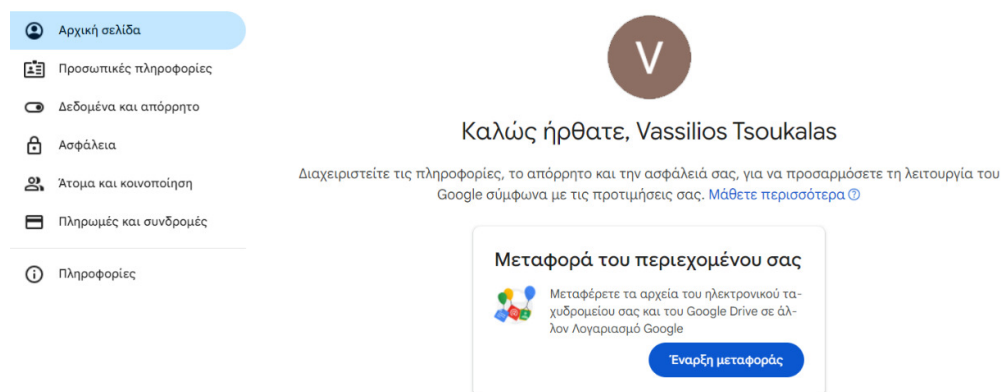 Αρχική σελίδα
Προσωπικές πληροφορίες
Δεδομένα και απόρρητο
Ασφάλεια
Άτομα και κοινοποίηση
Πληρωμές και συνδρομές
Πληροφορίες
V
Καλώς ήρθατε, Vassilios Tsoukalas
Διαχειριστείτε τις πληροφορίες, το απόρρητο και την ασφάλειά σας, για να προσαρμόσετε τη λειτουργία του
Google σύμφωνα με τις προτιμήσεις σας. Μάθετε περισσότερα
Μεταφορά του περιεχομένου σας
Μεταφέρετε τα αρχεία του ηλεκτρονικού τα-
χυδρομείου σας και του Google Drive σε άλ-
λον Λογαριασμό Google
Έναρξη μεταφοράς